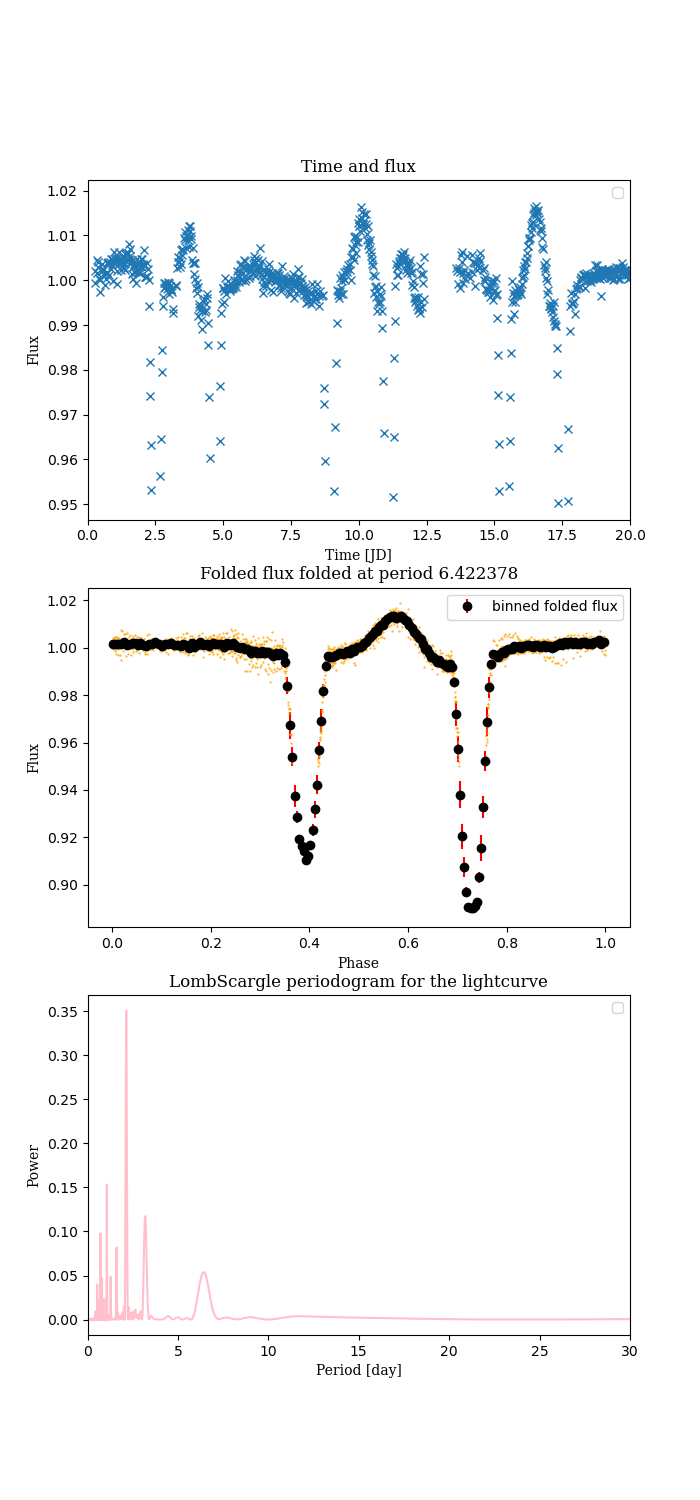 Time and flux
1.02
1.01
1.00
0.99
0.98
0.97
0.96
0.95
Flux
0.0 2.5 5.0 7.5 10.0 12.5 15.0 17.5 20.0
Time [JD]
Folded flux folded at period 6.422378
binned folded flux
1.02
1.00
0.98
0.96
0.94
0.92
0.90
Flux
0.0 0.2 0.4 0.6 0.8 1.0
Phase
LombScargle periodogram for the lightcurve
0.35
0.30
0.25
0.20
0.15
0.10
0.05
0.00
Power
0 5 10 15 20 25 30
Period [day]